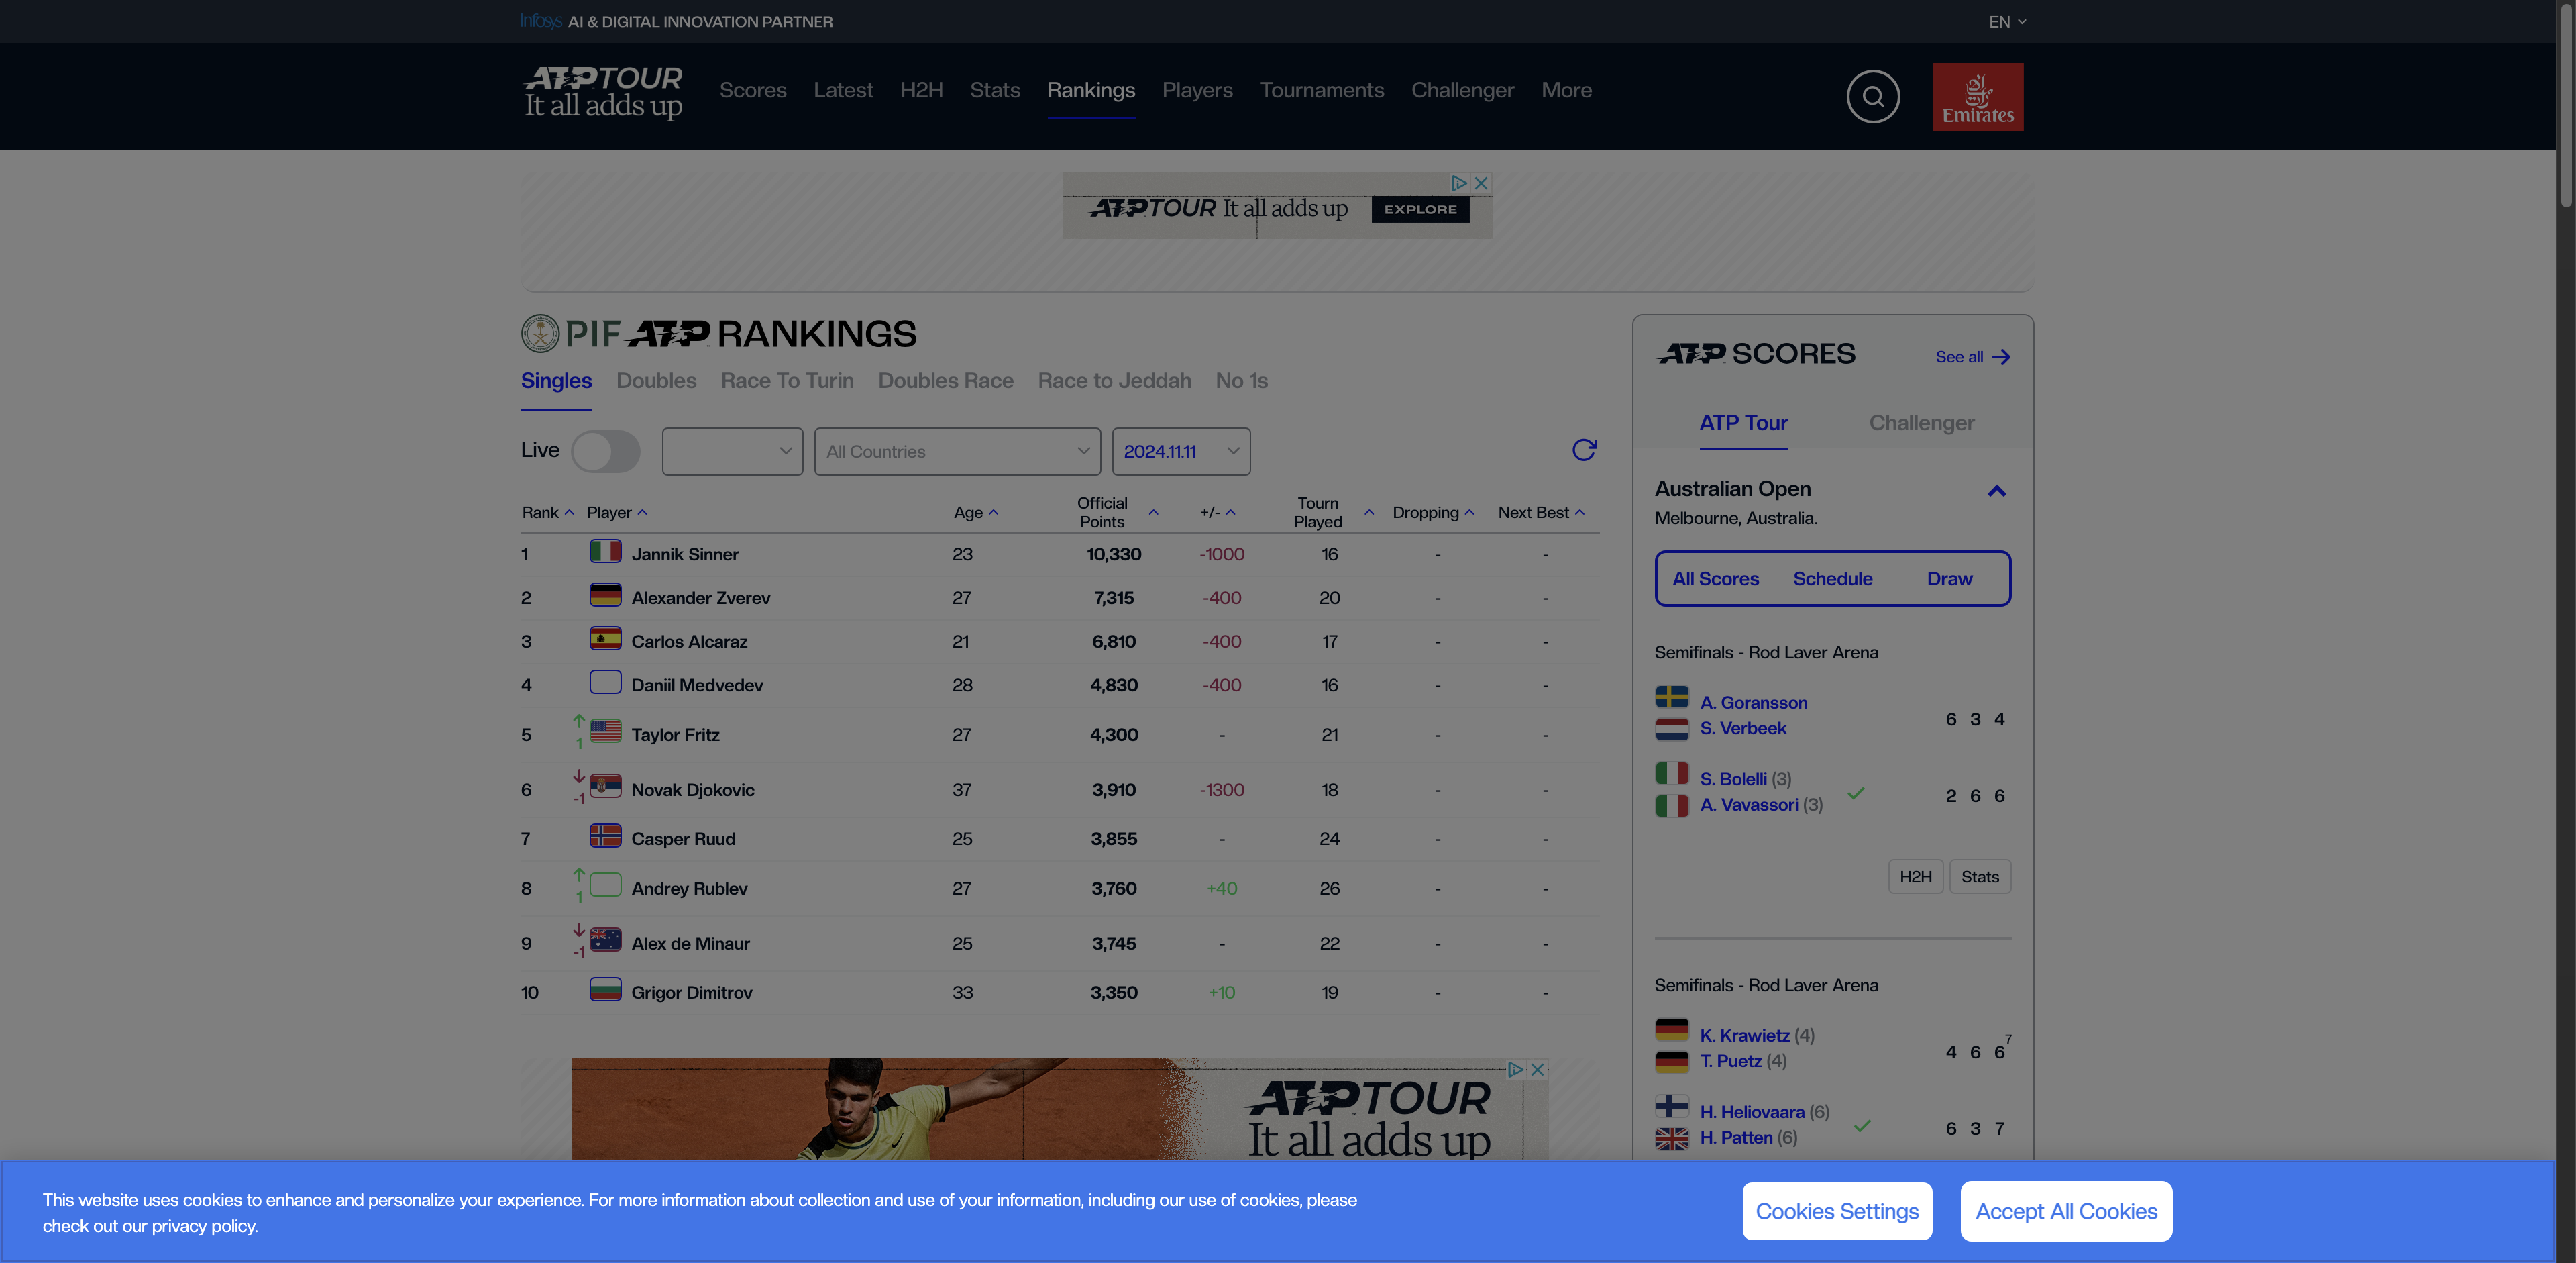 Infosys AI & DIGITAL INNOVATION PARTNER
EN
ATP TOUR
It all adds up
Scores Latest H2H Stats Rankings Players Tournaments Challenger More
Emirates
ATP TOUR It all adds up EXPLORE
PIF ATP RANKINGS
Singles Doubles Race To Turin Doubles Race Race to Jeddah No 1s
Live All Countries 2024.11.11
Rank Player Age Official Points +/- Tourn Played Dropping Next Best
1 Jannik Sinner 23 10,330 -1000 16 - -
2 Alexander Zverev 27 7,315 -400 20 - -
3 Carlos Alcaraz 21 6,810 -400 17 - -
4 Daniil Medvedev 28 4,830 -400 16 - -
5 1 Taylor Fritz 27 4,300 - 21 - -
6 -1 Novak Djokovic 37 3,910 -1300 18 - -
7 Casper Ruud 25 3,855 - 24 - -
8 1 Andrey Rublev 27 3,760 +40 26 - -
9 -1 Alex de Minaur 25 3,745 - 22 - -
10 Grigor Dimitrov 33 3,350 +10 19 - -
ATP TOUR
It all adds up
ATP SCORES See all
ATP Tour Challenger
Australian Open
Melbourne, Australia.
All Scores Schedule Draw
Semifinals - Rod Laver Arena
A. Goransson
S. Verbeek
6 3 4
S. Bolelli (3)
A. Vavassori (3)
2 6 6
H2H Stats
Semifinals - Rod Laver Arena
K. Krawietz (4)
T. Puetz (4)
4 6 6 7
H. Heliovaara (6)
H. Patten (6)
6 3 7
This website uses cookies to enhance and personalize your experience. For more information about collection and use of your information, including our use of cookies, please
check out our privacy policy.
Cookies Settings Accept All Cookies